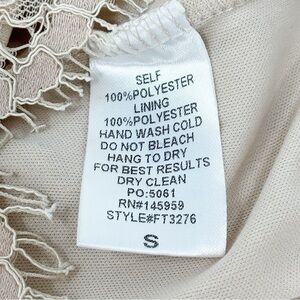 SELF
100%POLYESTER
LINING
100%POLYESTER
HAND WASH COLD
DO NOT BLEACH
HANG TO DRY
FOR BEST RESULTS
DRY CLEAN
PO:5061
RN#145959
STYLE#FT3276
S